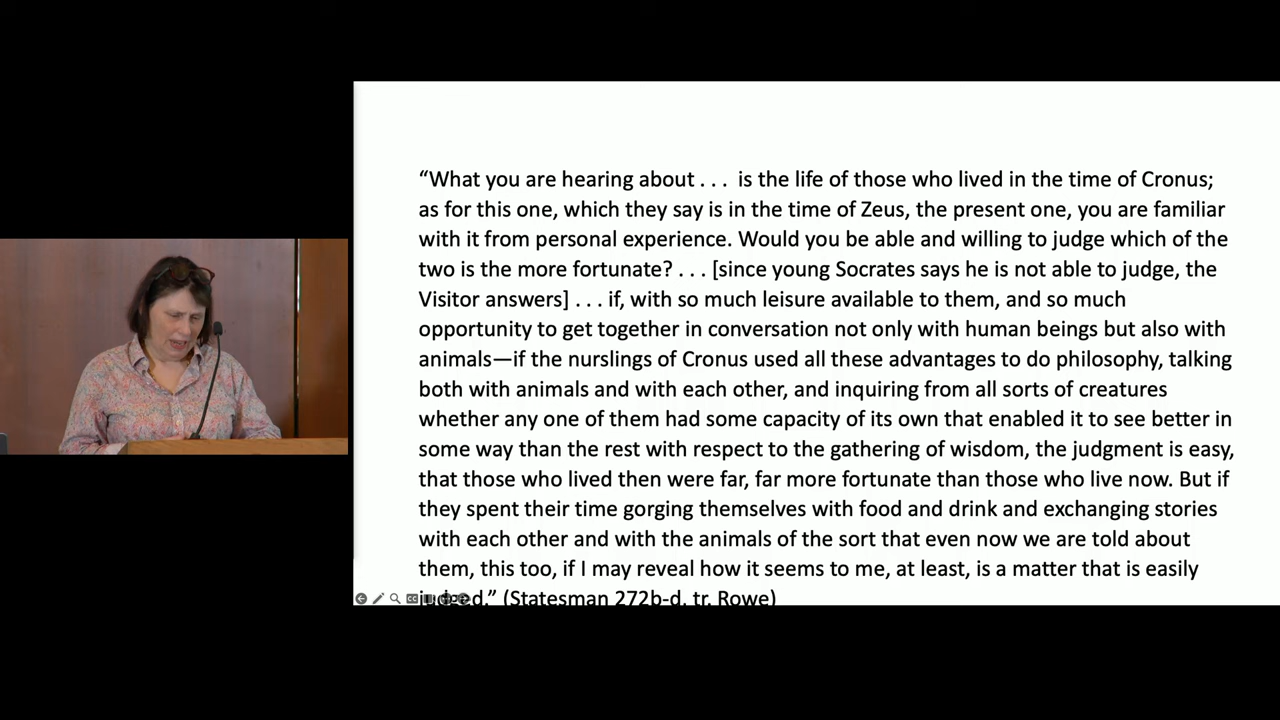 “What you are hearing about . . .  is the life of those who lived in the time of Cronus;
as for this one, which they say is in the time of Zeus, the present one, you are familiar
with it from personal experience. Would you be able and willing to judge which of the
two is the more fortunate? . . . [since young Socrates says he is not able to judge, the
Visitor answers] . . . if, with so much leisure available to them, and so much
opportunity to get together in conversation not only with human beings but also with
animals—if the nurslings of Cronus used all these advantages to do philosophy, talking
both with animals and with each other, and inquiring from all sorts of creatures
whether any one of them had some capacity of its own that enabled it to see better in
some way than the rest with respect to the gathering of wisdom, the judgment is easy,
that those who lived then were far, far more fortunate than those who live now. But if
they spent their time gorging themselves with food and drink and exchanging stories
with each other and with the animals of the sort that even now we are told about
them, this too, if I may reveal how it seems to me, at least, is a matter that is easily
judged.” (Statesman 272b-d, tr. Rowe)